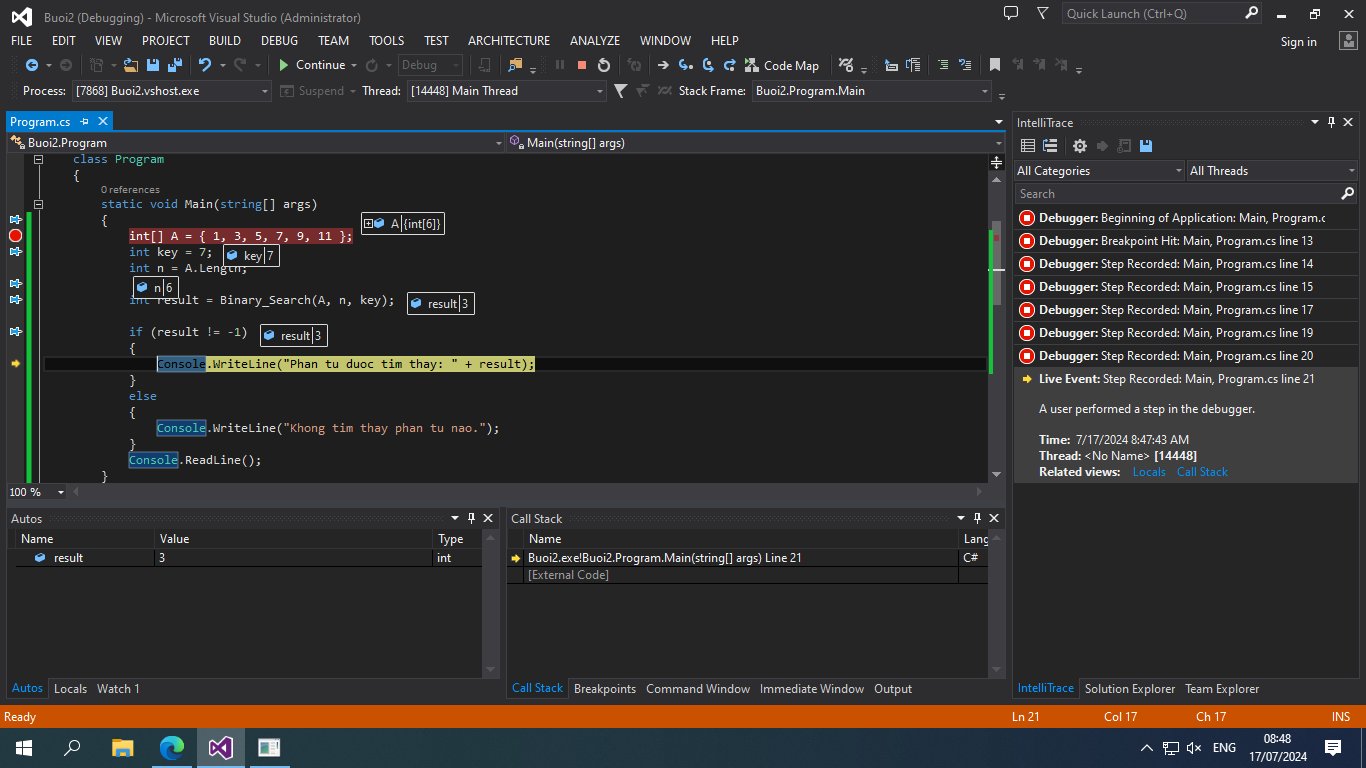 Buoi2 (Debugging) - Microsoft Visual Studio (Administrator)
Quick Launch (Ctrl+Q)
FILE EDIT VIEW PROJECT BUILD DEBUG TEAM TOOLS TEST ARCHITECTURE ANALYZE WINDOW HELP
Sign in
Continue
Debug
Code Map
Process: [7868] Buoi2.vshost.exe Suspend Thread: [14448] Main Thread Stack Frame: Buoi2.Program.Main
Program.cs
Buoi2.Program
Main(string[] args)
class Program
{
0 references
static void Main(string[] args)
{
A {int[6]}
int[] A = { 1, 3, 5, 7, 9, 11 };
int key = 7;
key 7
int n = A.Length;
n 6
int result = Binary_Search(A, n, key);
result 3
if (result != -1)
result 3
{
Console.WriteLine("Phan tu duoc tim thay: " + result);
}
else
{
Console.WriteLine("Khong tim thay phan tu nao.");
}
Console.ReadLine();
}
100 %
Autos
Name Value Type
result 3 int
Autos Locals Watch 1
Call Stack
Name Lang
Buoi2.exe!Buoi2.Program.Main(string[] args) Line 21 C#
[External Code]
Call Stack Breakpoints Command Window Immediate Window Output
IntelliTrace
All Categories All Threads
Search
Debugger: Beginning of Application: Main, Program.c
Debugger: Breakpoint Hit: Main, Program.cs line 13
Debugger: Step Recorded: Main, Program.cs line 14
Debugger: Step Recorded: Main, Program.cs line 15
Debugger: Step Recorded: Main, Program.cs line 17
Debugger: Step Recorded: Main, Program.cs line 19
Debugger: Step Recorded: Main, Program.cs line 20
Live Event: Step Recorded: Main, Program.cs line 21
A user performed a step in the debugger.
Time: 7/17/2024 8:47:43 AM
Thread: <No Name> [14448]
Related views: Locals Call Stack
IntelliTrace Solution Explorer Team Explorer
Ready Ln 21 Col 17 Ch 17 INS
ENG
08:48
17/07/2024